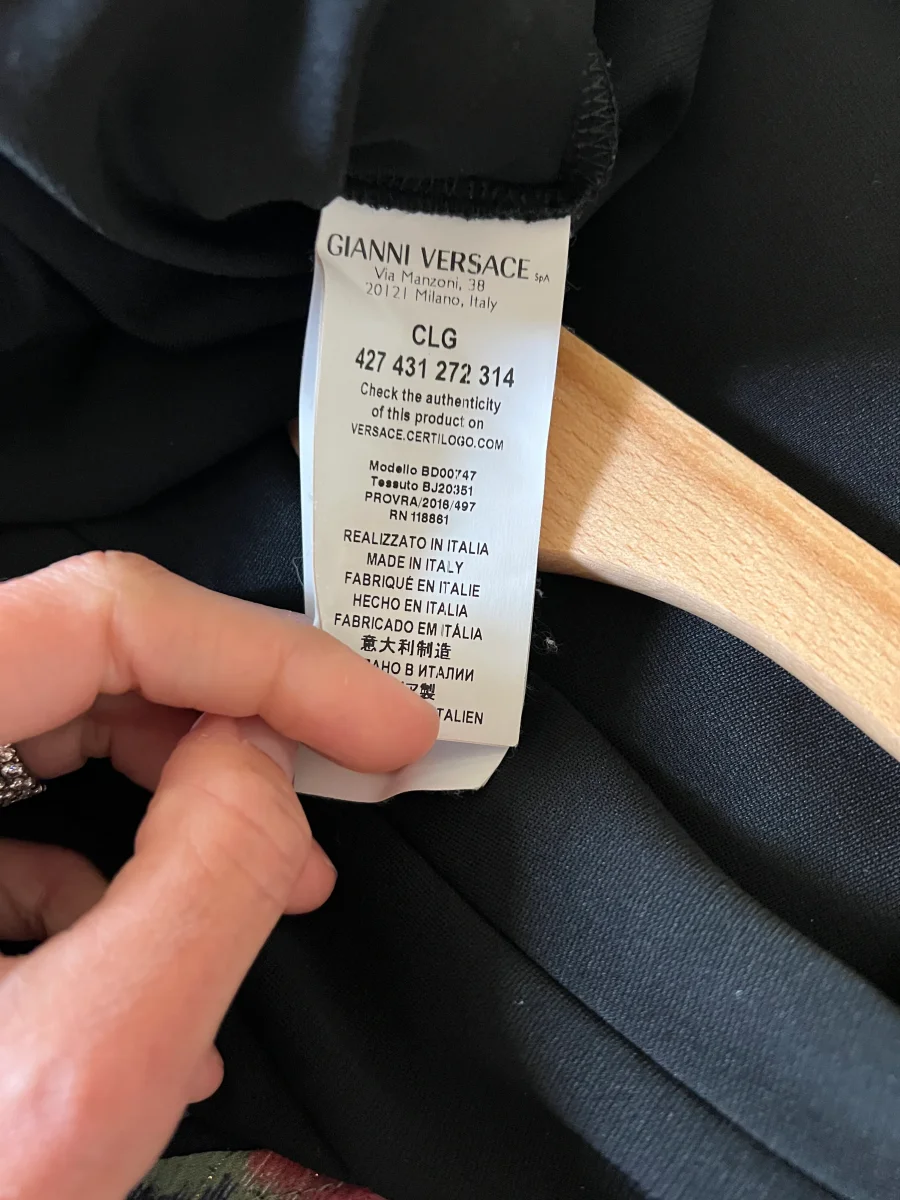 GIANNI VERSACE SpA
Via Manzoni, 38
20121 Milano, Italy
CLG
427 431 272 314
Check the authenticity
of this product on
VERSACE.CERTILOGO.COM
Modello BD00747
Tessuto BJ20351
PROVRA/2016/497
RN 118861
REALIZZATO IN ITALIA
MADE IN ITALY
FABRIQUÉ EN ITALIE
HECHO EN ITALIA
FABRICADO EM ITÁLIA
意大利制造
В ИТАЛИИ
製